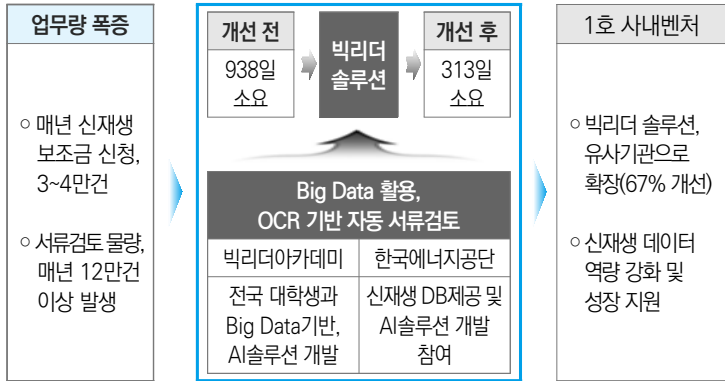 업무량 폭증
○ 매년 신재생
보조금 신청,
3~4만건
○ 서류검토 물량,
매년 12만건
이상 발생
개선 전
938일
소요
빅리더
솔루션
개선 후
313일
소요
Big Data 활용,
OCR 기반 자동 서류검토
빅리더아카데미
한국에너지공단
전국 대학생과
Big Data기반,
AI솔루션 개발
신재생 DB제공 및
AI솔루션 개발
참여
1호 사내벤처
○ 빅리더 솔루션,
유사기관으로
확장(67% 개선)
○ 신재생 데이터
역량 강화 및
성장 지원